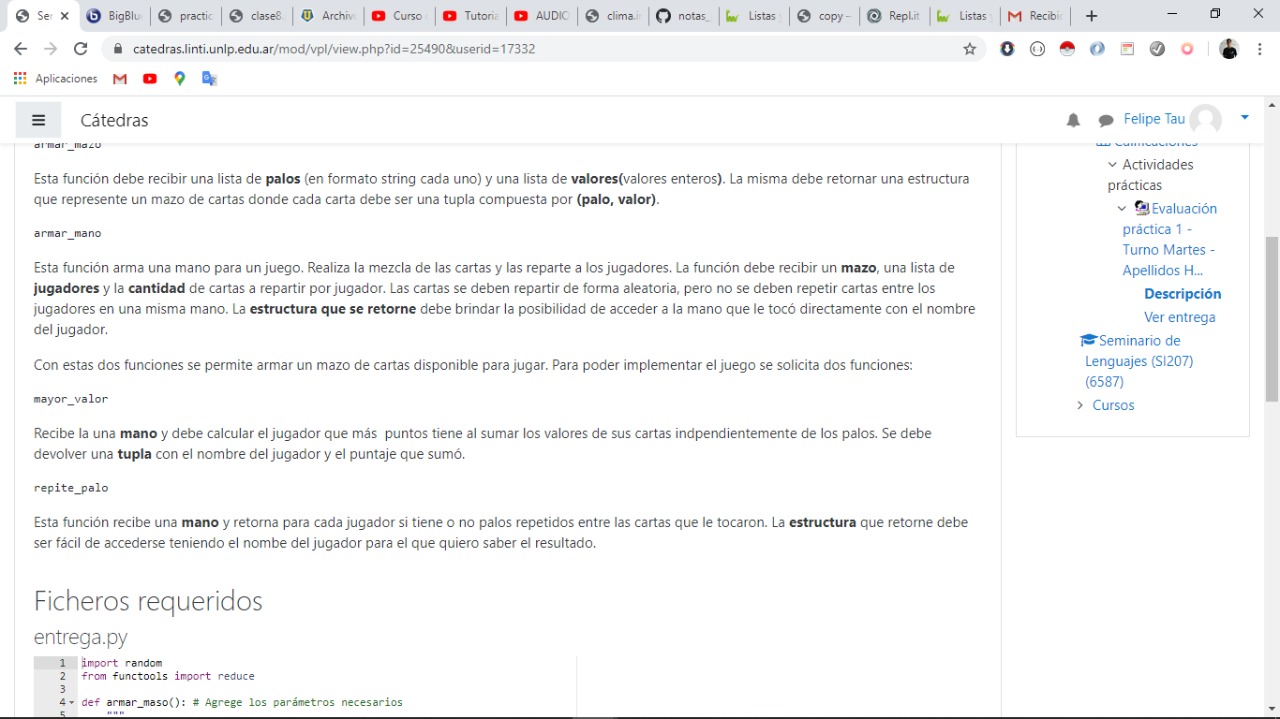 Ser
BigBlu
practic
clase8.
Archiv
Curso
Tutoria
AUDIO
clima.ir
notas_
Listas
copy –
Repl.it
Listas
Recibi
catedras.linti.unlp.edu.ar/mod/vpl/view.php?id=25490&userid=17332
Aplicaciones
Cátedras
Felipe Tau
armar_mazo
Esta función debe recibir una lista de palos (en formato string cada uno) y una lista de valores(valores enteros). La misma debe retornar una estructura
que represente un mazo de cartas donde cada carta debe ser una tupla compuesta por (palo, valor).
armar_mano
Esta función arma una mano para un juego. Realiza la mezcla de las cartas y las reparte a los jugadores. La función debe recibir un mazo, una lista de
jugadores y la cantidad de cartas a repartir por jugador. Las cartas se deben repartir de forma aleatoria, pero no se deben repetir cartas entre los
jugadores en una misma mano. La estructura que se retorne debe brindar la posibilidad de acceder a la mano que le tocó directamente con el nombre
del jugador.
Con estas dos funciones se permite armar un mazo de cartas disponible para jugar. Para poder implementar el juego se solicita dos funciones:
mayor_valor
Recibe la una mano y debe calcular el jugador que más  puntos tiene al sumar los valores de sus cartas indpendientemente de los palos. Se debe
devolver una tupla con el nombre del jugador y el puntaje que sumó.
repite_palo
Esta función recibe una mano y retorna para cada jugador si tiene o no palos repetidos entre las cartas que le tocaron. La estructura que retorne debe
ser fácil de accederse teniendo el nombe del jugador para el que quiero saber el resultado.
Ficheros requeridos
entrega.py
1 import random
2 from functools import reduce
3
4 def armar_maso(): # Agrege los parámetros necesarios
5 """
Calificaciones
Actividades
prácticas
Evaluación
práctica 1 -
Turno Martes -
Apellidos H...
Descripción
Ver entrega
Seminario de
Lenguajes (SI207)
(6587)
Cursos